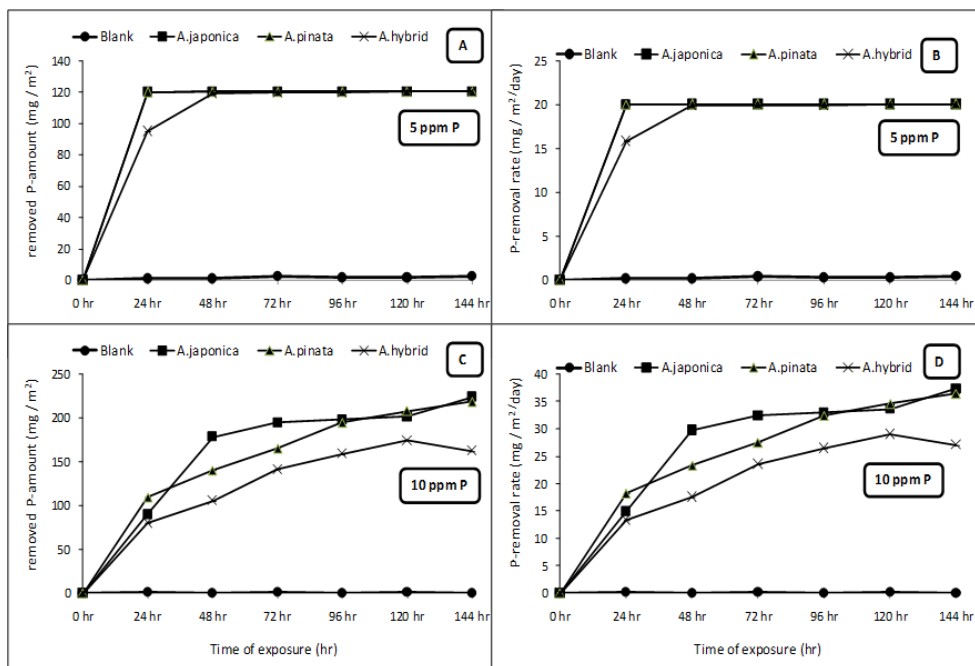 Blank A.japonica A.pinata A.hybrid
A
removed P-amount (mg / m²)
140
120
100
80
60
40
20
0
5 ppm P
0 hr 24 hr 48 hr 72 hr 96 hr 120 hr 144 hr
Blank A.japonica A.pinata A.hybrid
B
P-removal rate (mg / m²/day)
25
20
15
10
5
0
5 ppm P
0 hr 24 hr 48 hr 72 hr 96 hr 120 hr 144 hr
Blank A.japonica A.pinata A.hybrid
C
removed P-amount (mg / m²)
250
200
150
100
50
0
10 ppm P
0 hr 24 hr 48 hr 72 hr 96 hr 120 hr 144 hr
Time of exposure (hr)
Blank A.japonica A.pinata A.hybrid
D
P-removal rate (mg / m²/day)
40
35
30
25
20
15
10
5
0
10 ppm P
0 hr 24 hr 48 hr 72 hr 96 hr 120 hr 144 hr
Time of exposure (hr)